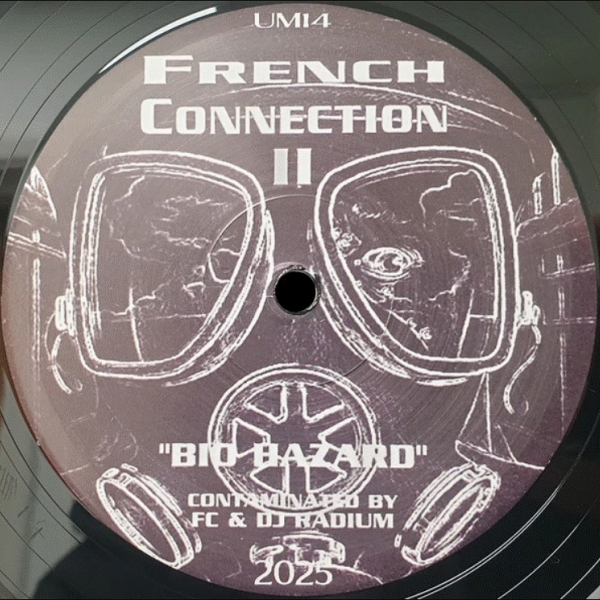 UM14
FRENCH
CONNECTION
II
"BIO HAZARD"
CONTAMINATED BY
FC & DJ RADIUM
2025